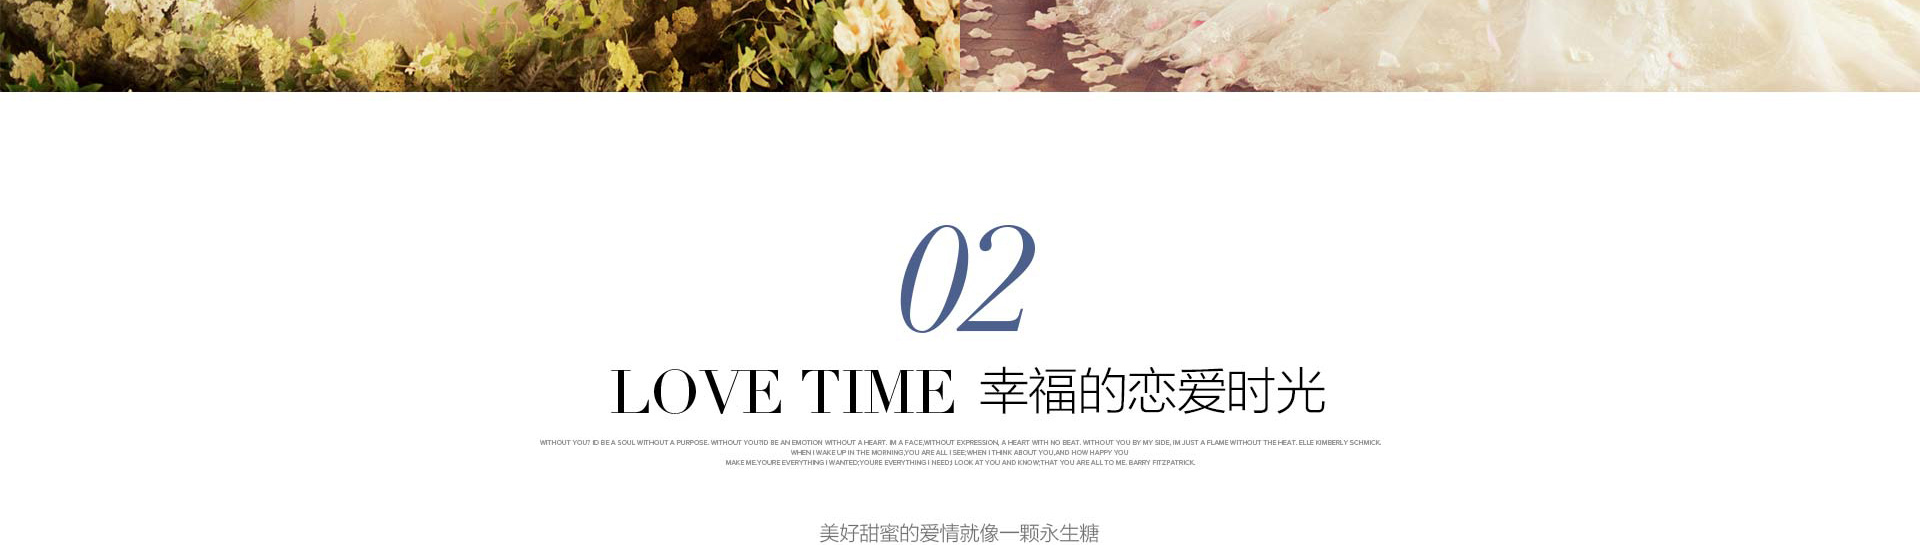 02
LOVE TIME 幸福的恋爱时光
WITHOUT YOU? ID BE A SOUL WITHOUT A PURPOSE. WITHOUT YOU?ID BE AN EMOTION WITHOUT A HEART. IM A FACE,WITHOUT EXPRESSION, A HEART WITH NO BEAT. WITHOUT YOU BY MY SIDE, IM JUST A FLAME WITHOUT THE HEAT. ELLE KIMBERLY SCHMICK.
WHEN I WAKE UP IN THE MORNING,YOU ARE ALL I SEE;WHEN I THINK ABOUT YOU,AND HOW HAPPY YOU
MAKE ME.YOURE EVERYTHING I WANTED;YOURE EVERYTHING I NEED;I LOOK AT YOU AND KNOW;THAT YOU ARE ALL TO ME. BARRY FITZPATRICK.
美好甜蜜的爱情就像一颗永生糖